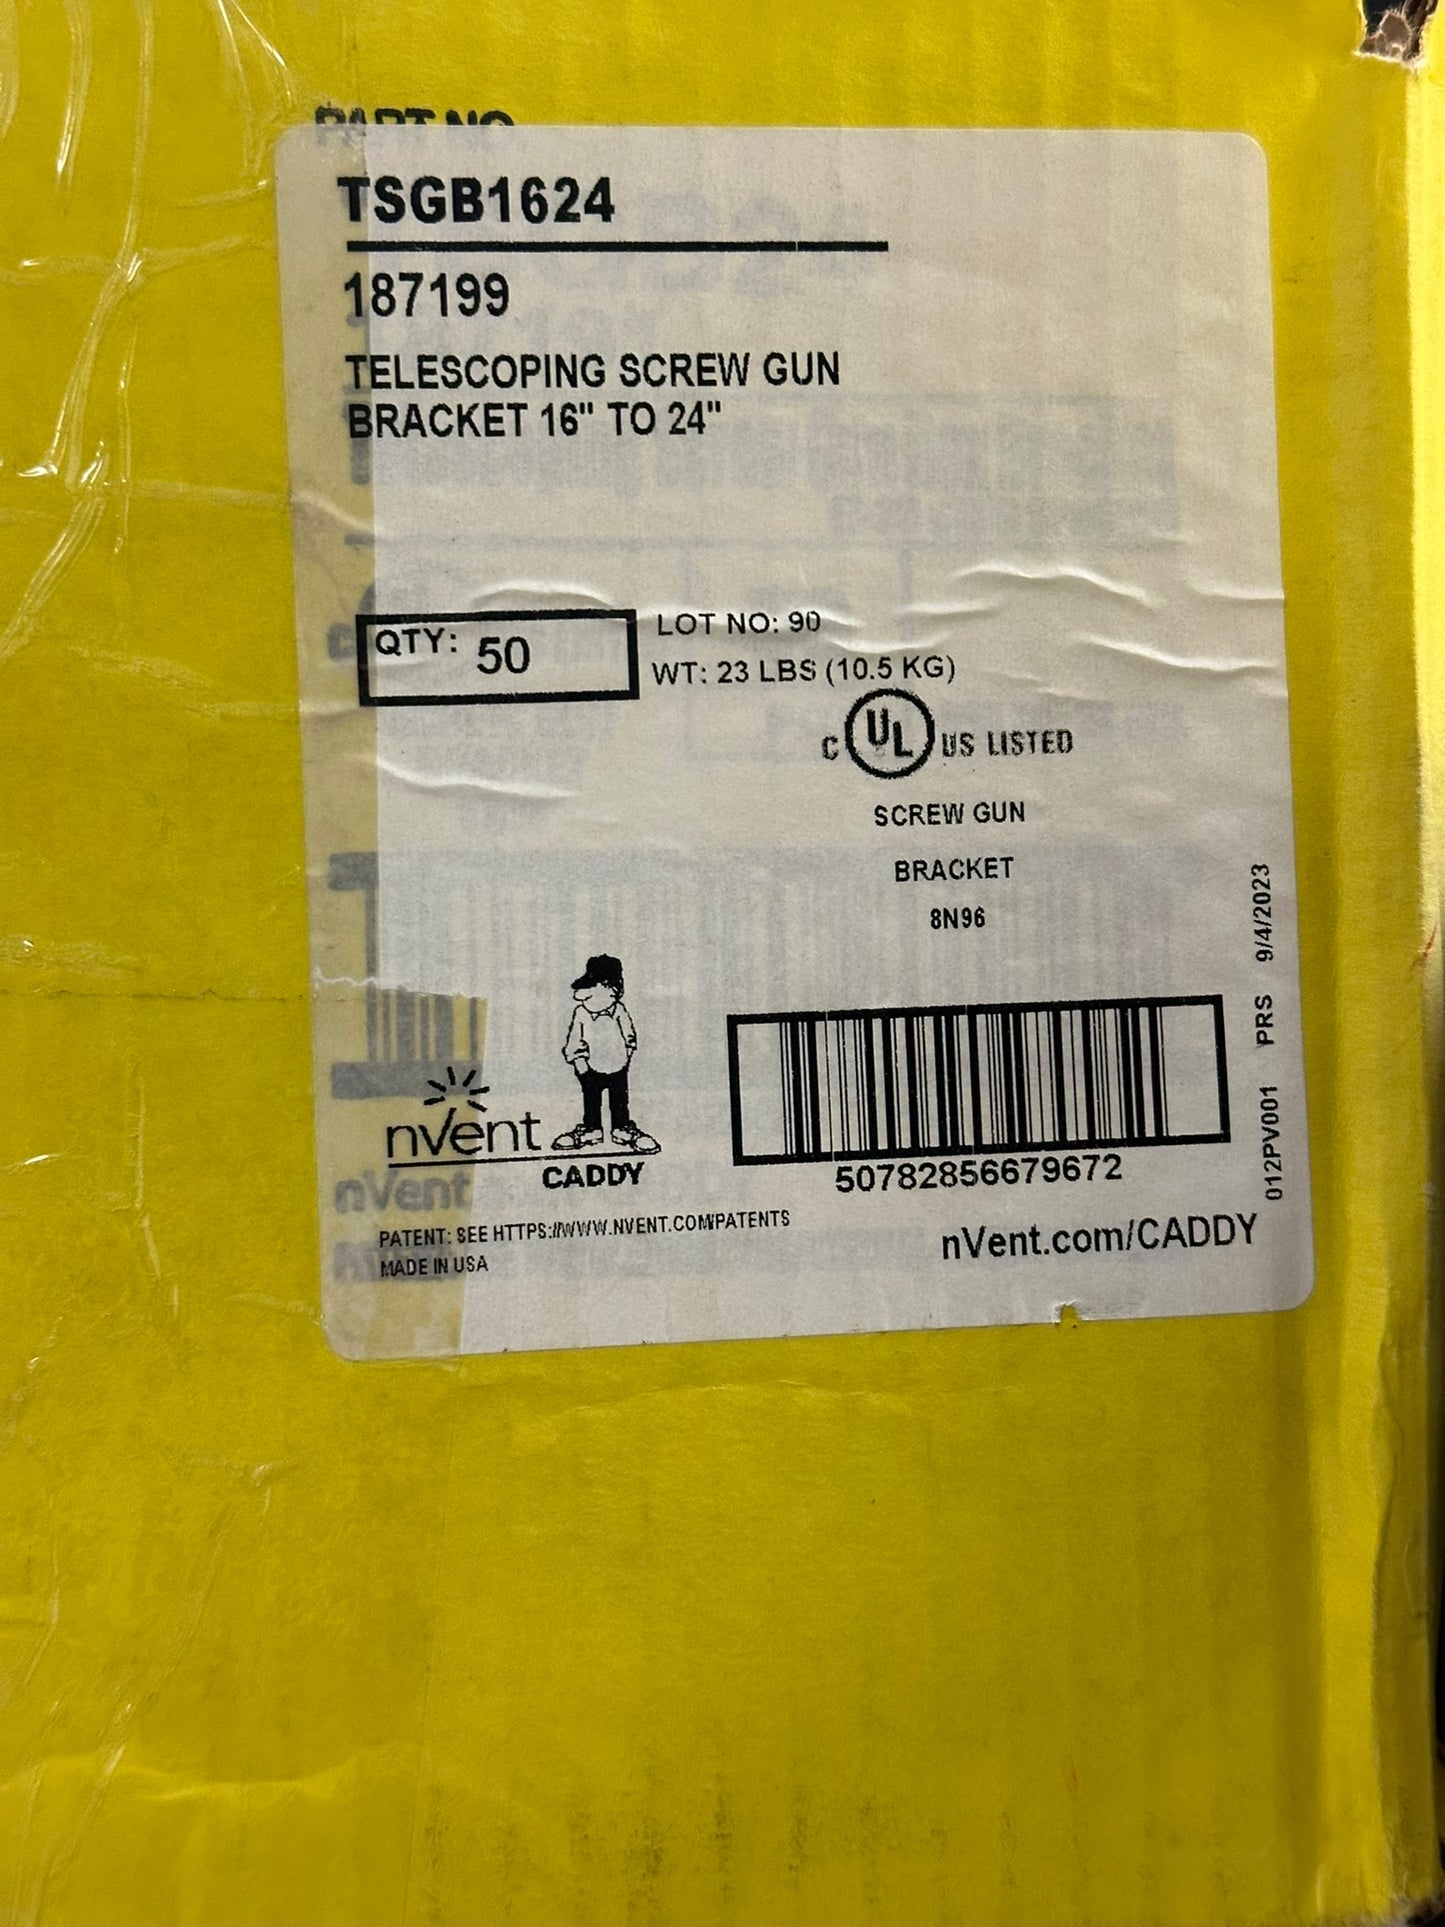 PART NO
TSGB1624
187199
TELESCOPING SCREW GUN
BRACKET 16" TO 24"
QTY: 50
LOT NO: 90
WT: 23 LBS (10.5 KG)
C UL US LISTED
SCREW GUN
BRACKET
8N96
nVent
CADDY
50782856679672
012PV001 PRS 9/4/2023
nVent
PATENT: SEE HTTPS://WWW.NVENT.COM/PATENTS
MADE IN USA
nVent.com/CADDY